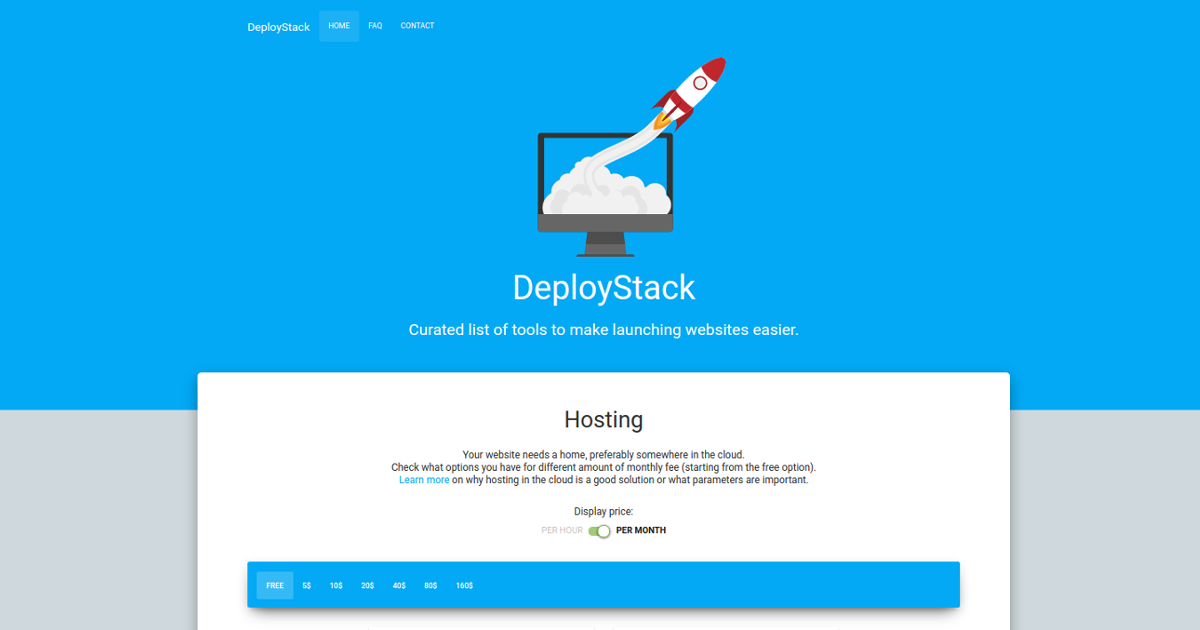 DeployStack HOME FAQ CONTACT
DeployStack
Curated list of tools to make launching websites easier.
Hosting
Your website needs a home, preferably somewhere in the cloud.
Check what options you have for different amount of monthly fee (starting from the free option).
Learn more on why hosting in the cloud is a good solution or what parameters are important.
Display price:
PER HOUR PER MONTH
FREE 5$ 10$ 20$ 40$ 80$ 160$